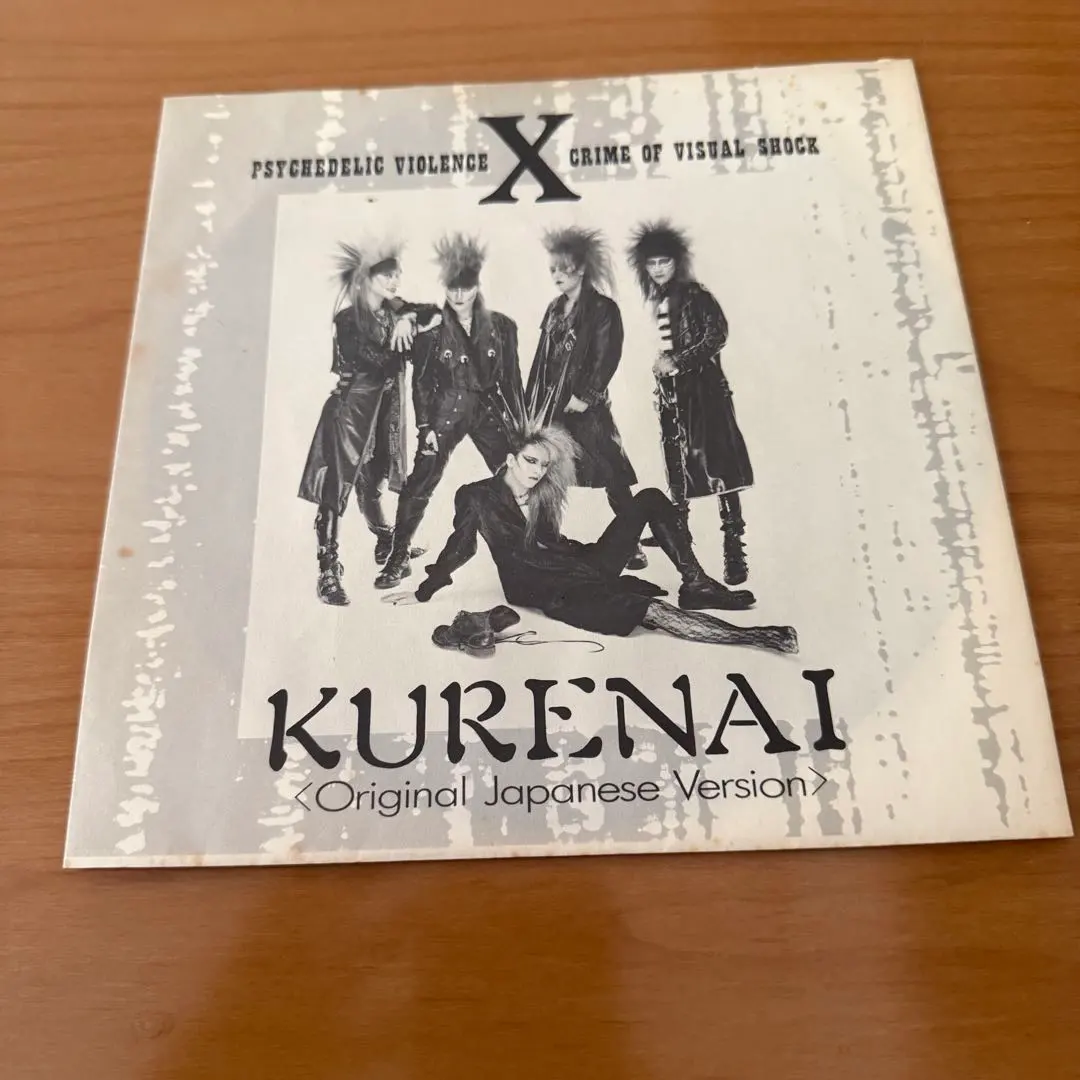 PSYCHEDELIC VIOLENCE X CRIME OF VISUAL SHOCK
KURENAI
<Original Japanese Version>